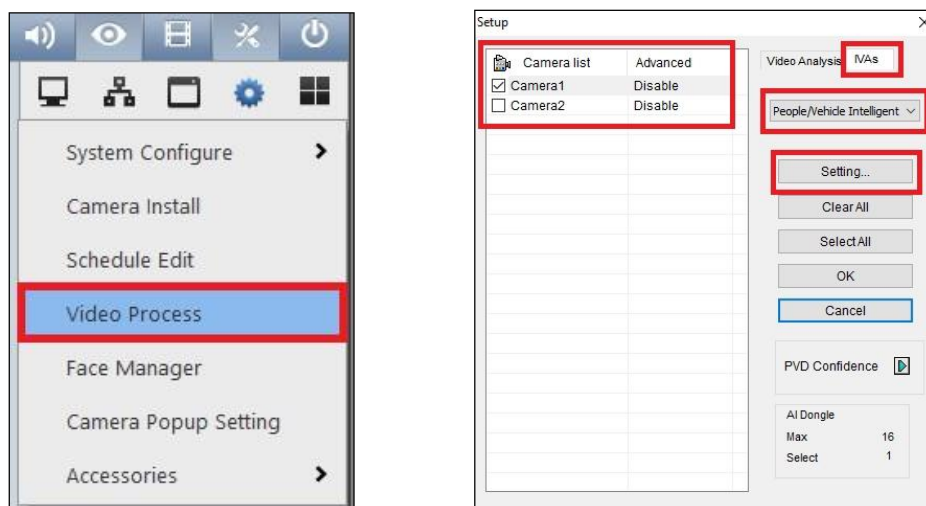 System Configure
Camera Install
Schedule Edit
Video Process
Face Manager
Camera Popup Setting
Accessories
Setup
Camera list Advanced
Camera1 Disable
Camera2 Disable
Video Analysis IVAs
People/Vehicle Intelligent
Setting...
Clear All
Select All
OK
Cancel
PVD Confidence
AI Dongle
Max 16
Select 1